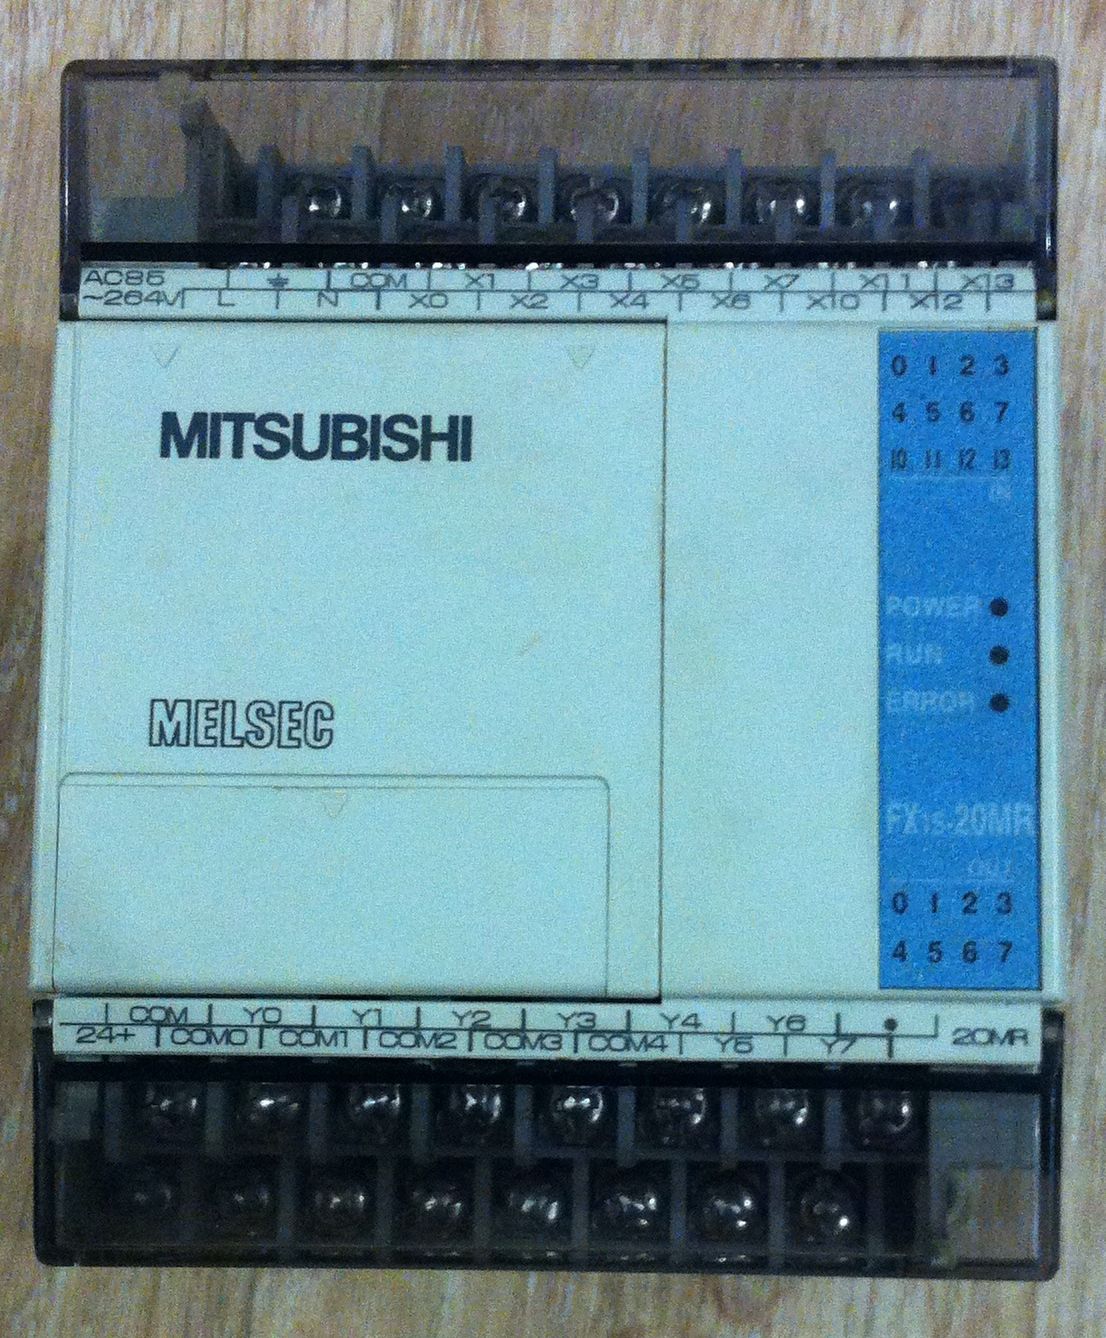 AC85 ⏚ COM X1 X3 X5 X7 X11 X13
~264V L N X0 X2 X4 X6 X10 X12
0 1 2 3
4 5 6 7
10 11 12 13
IN
MITSUBISHI
POWER
RUN
ERROR
MELSEC
FX1S-20MR
OUT
0 1 2 3
4 5 6 7
COM Y0 Y1 Y2 Y3 Y4 Y6 •
24+ COM0 COM1 COM2 COM3 COM4 Y5 Y7 20MR